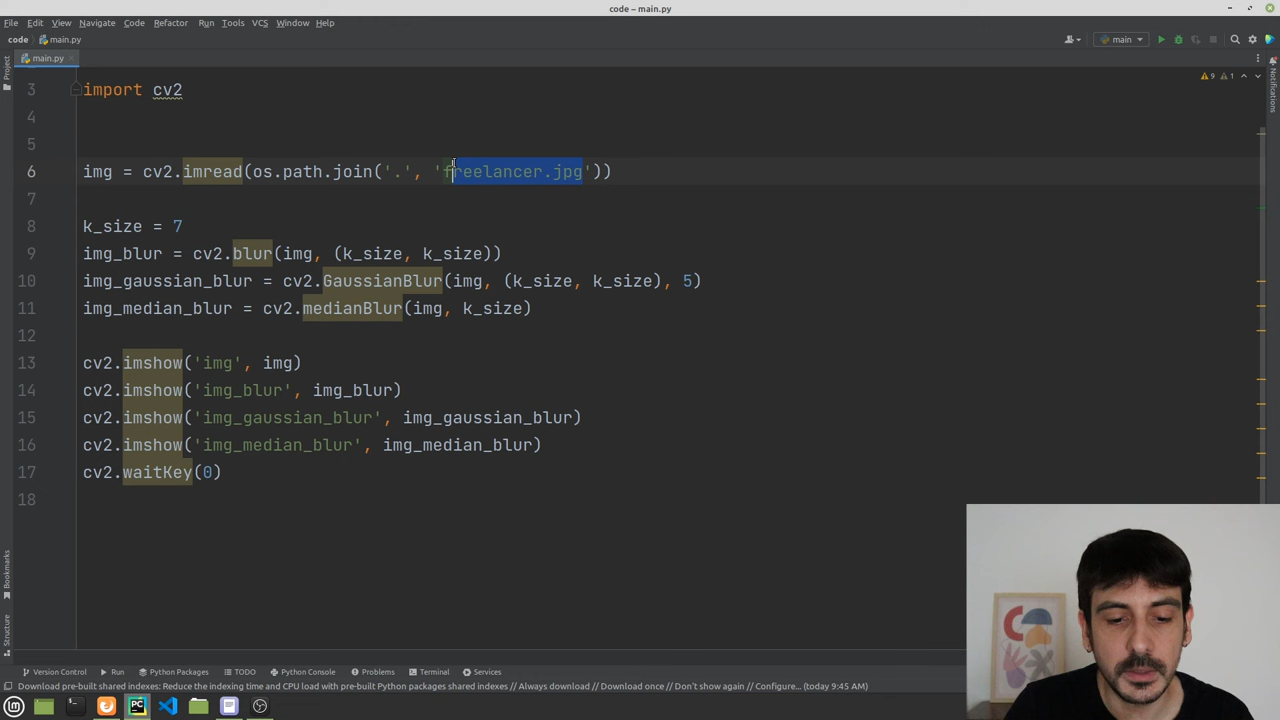 code – main.py
File Edit View Navigate Code Refactor Run Tools VCS Window Help
code main.py main
main.py
Project
Notifications
9 1
3 import cv2
4
5
6 img = cv2.imread(os.path.join('.', 'freelancer.jpg'))
7
8 k_size = 7
9 img_blur = cv2.blur(img, (k_size, k_size))
10 img_gaussian_blur = cv2.GaussianBlur(img, (k_size, k_size), 5)
11 img_median_blur = cv2.medianBlur(img, k_size)
12
13 cv2.imshow('img', img)
14 cv2.imshow('img_blur', img_blur)
15 cv2.imshow('img_gaussian_blur', img_gaussian_blur)
16 cv2.imshow('img_median_blur', img_median_blur)
17 cv2.waitKey(0)
18
Bookmarks
Structure
Version Control Run Python Packages TODO Python Console Problems Terminal Services
Download pre-built shared indexes: Reduce the indexing time and CPU load with pre-built Python packages shared indexes // Always download // Download once // Don't show again // Configure... (today 9:45 AM)